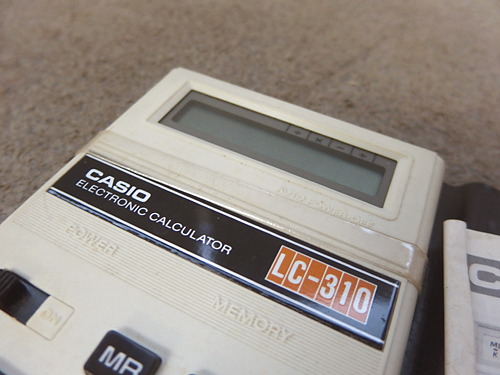 CASIO
ELECTRONIC CALCULATOR
LC-310
POWER
ON
MEMORY
MR